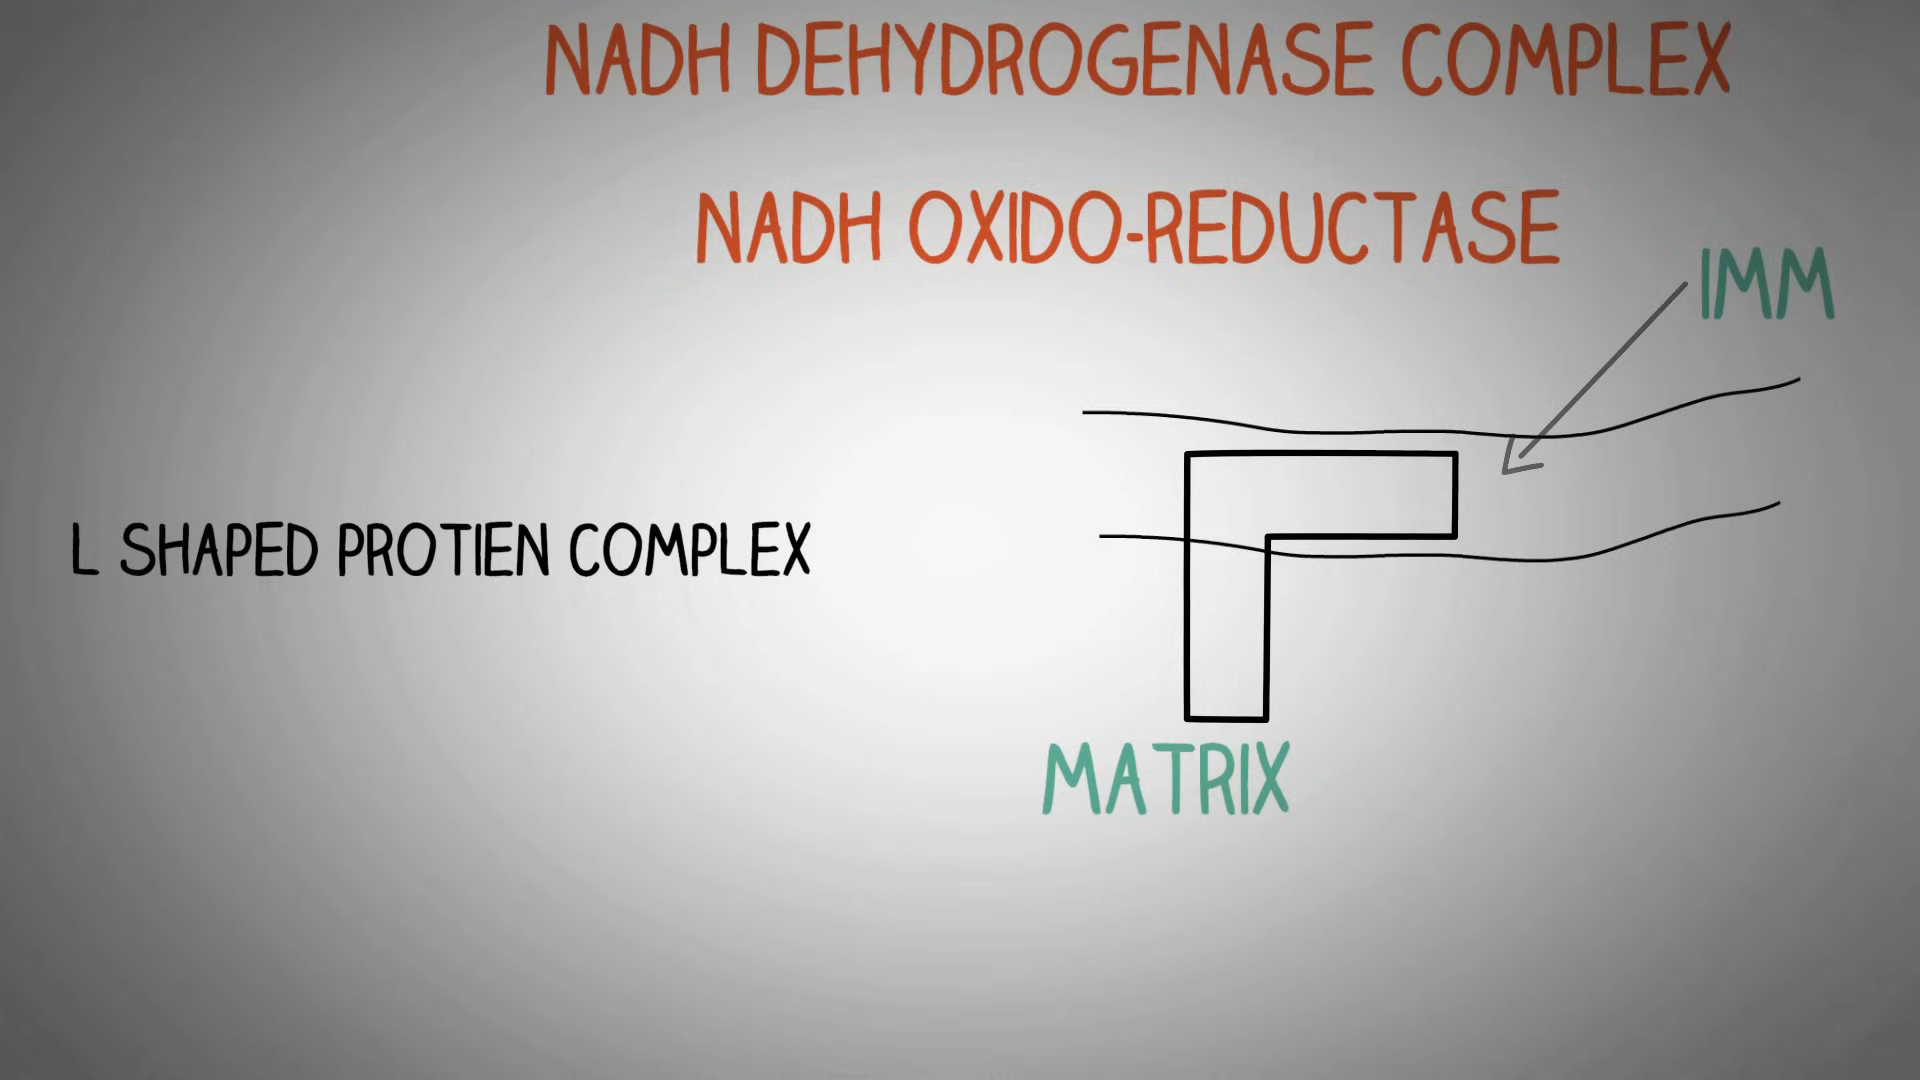 NADH DEHYDROGENASE COMPLEX
NADH OXIDO-REDUCTASE
IMM
L SHAPED PROTIEN COMPLEX
MATRIX